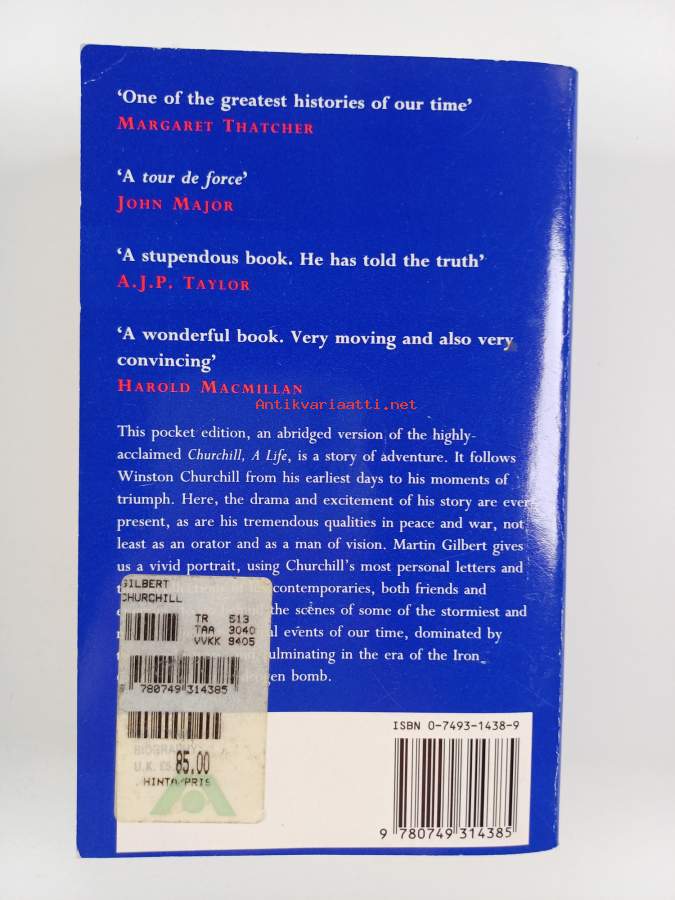 ‘One of the greatest histories of our time’
MARGARET THATCHER
‘A tour de force’
JOHN MAJOR
‘A stupendous book. He has told the truth’
A.J.P. TAYLOR
‘A wonderful book. Very moving and also very
convincing’
HAROLD MACMILLAN
Antikvariaatti.net
This pocket edition, an abridged version of the highly-
acclaimed Churchill, A Life, is a story of adventure. It follows
Winston Churchill from his earliest days to his moments of
triumph. Here, the drama and excitement of his story are ever
present, as are his tremendous qualities in peace and war, not
least as an orator and as a man of vision. Martin Gilbert gives
us a vivid portrait, using Churchill’s most personal letters and
contemporaries, both friends and
the scenes of some of the stormiest and
events of our time, dominated by
culminating in the era of the Iron
bomb.
GILBERT
CHURCHILL
TR 513
TAA 3040
VVKK 9405
9 780749 314385
BIOGRAPHY
U.K.
85.00
HINTA/PRIS
ISBN 0-7493-1438-9
9 780749 314385